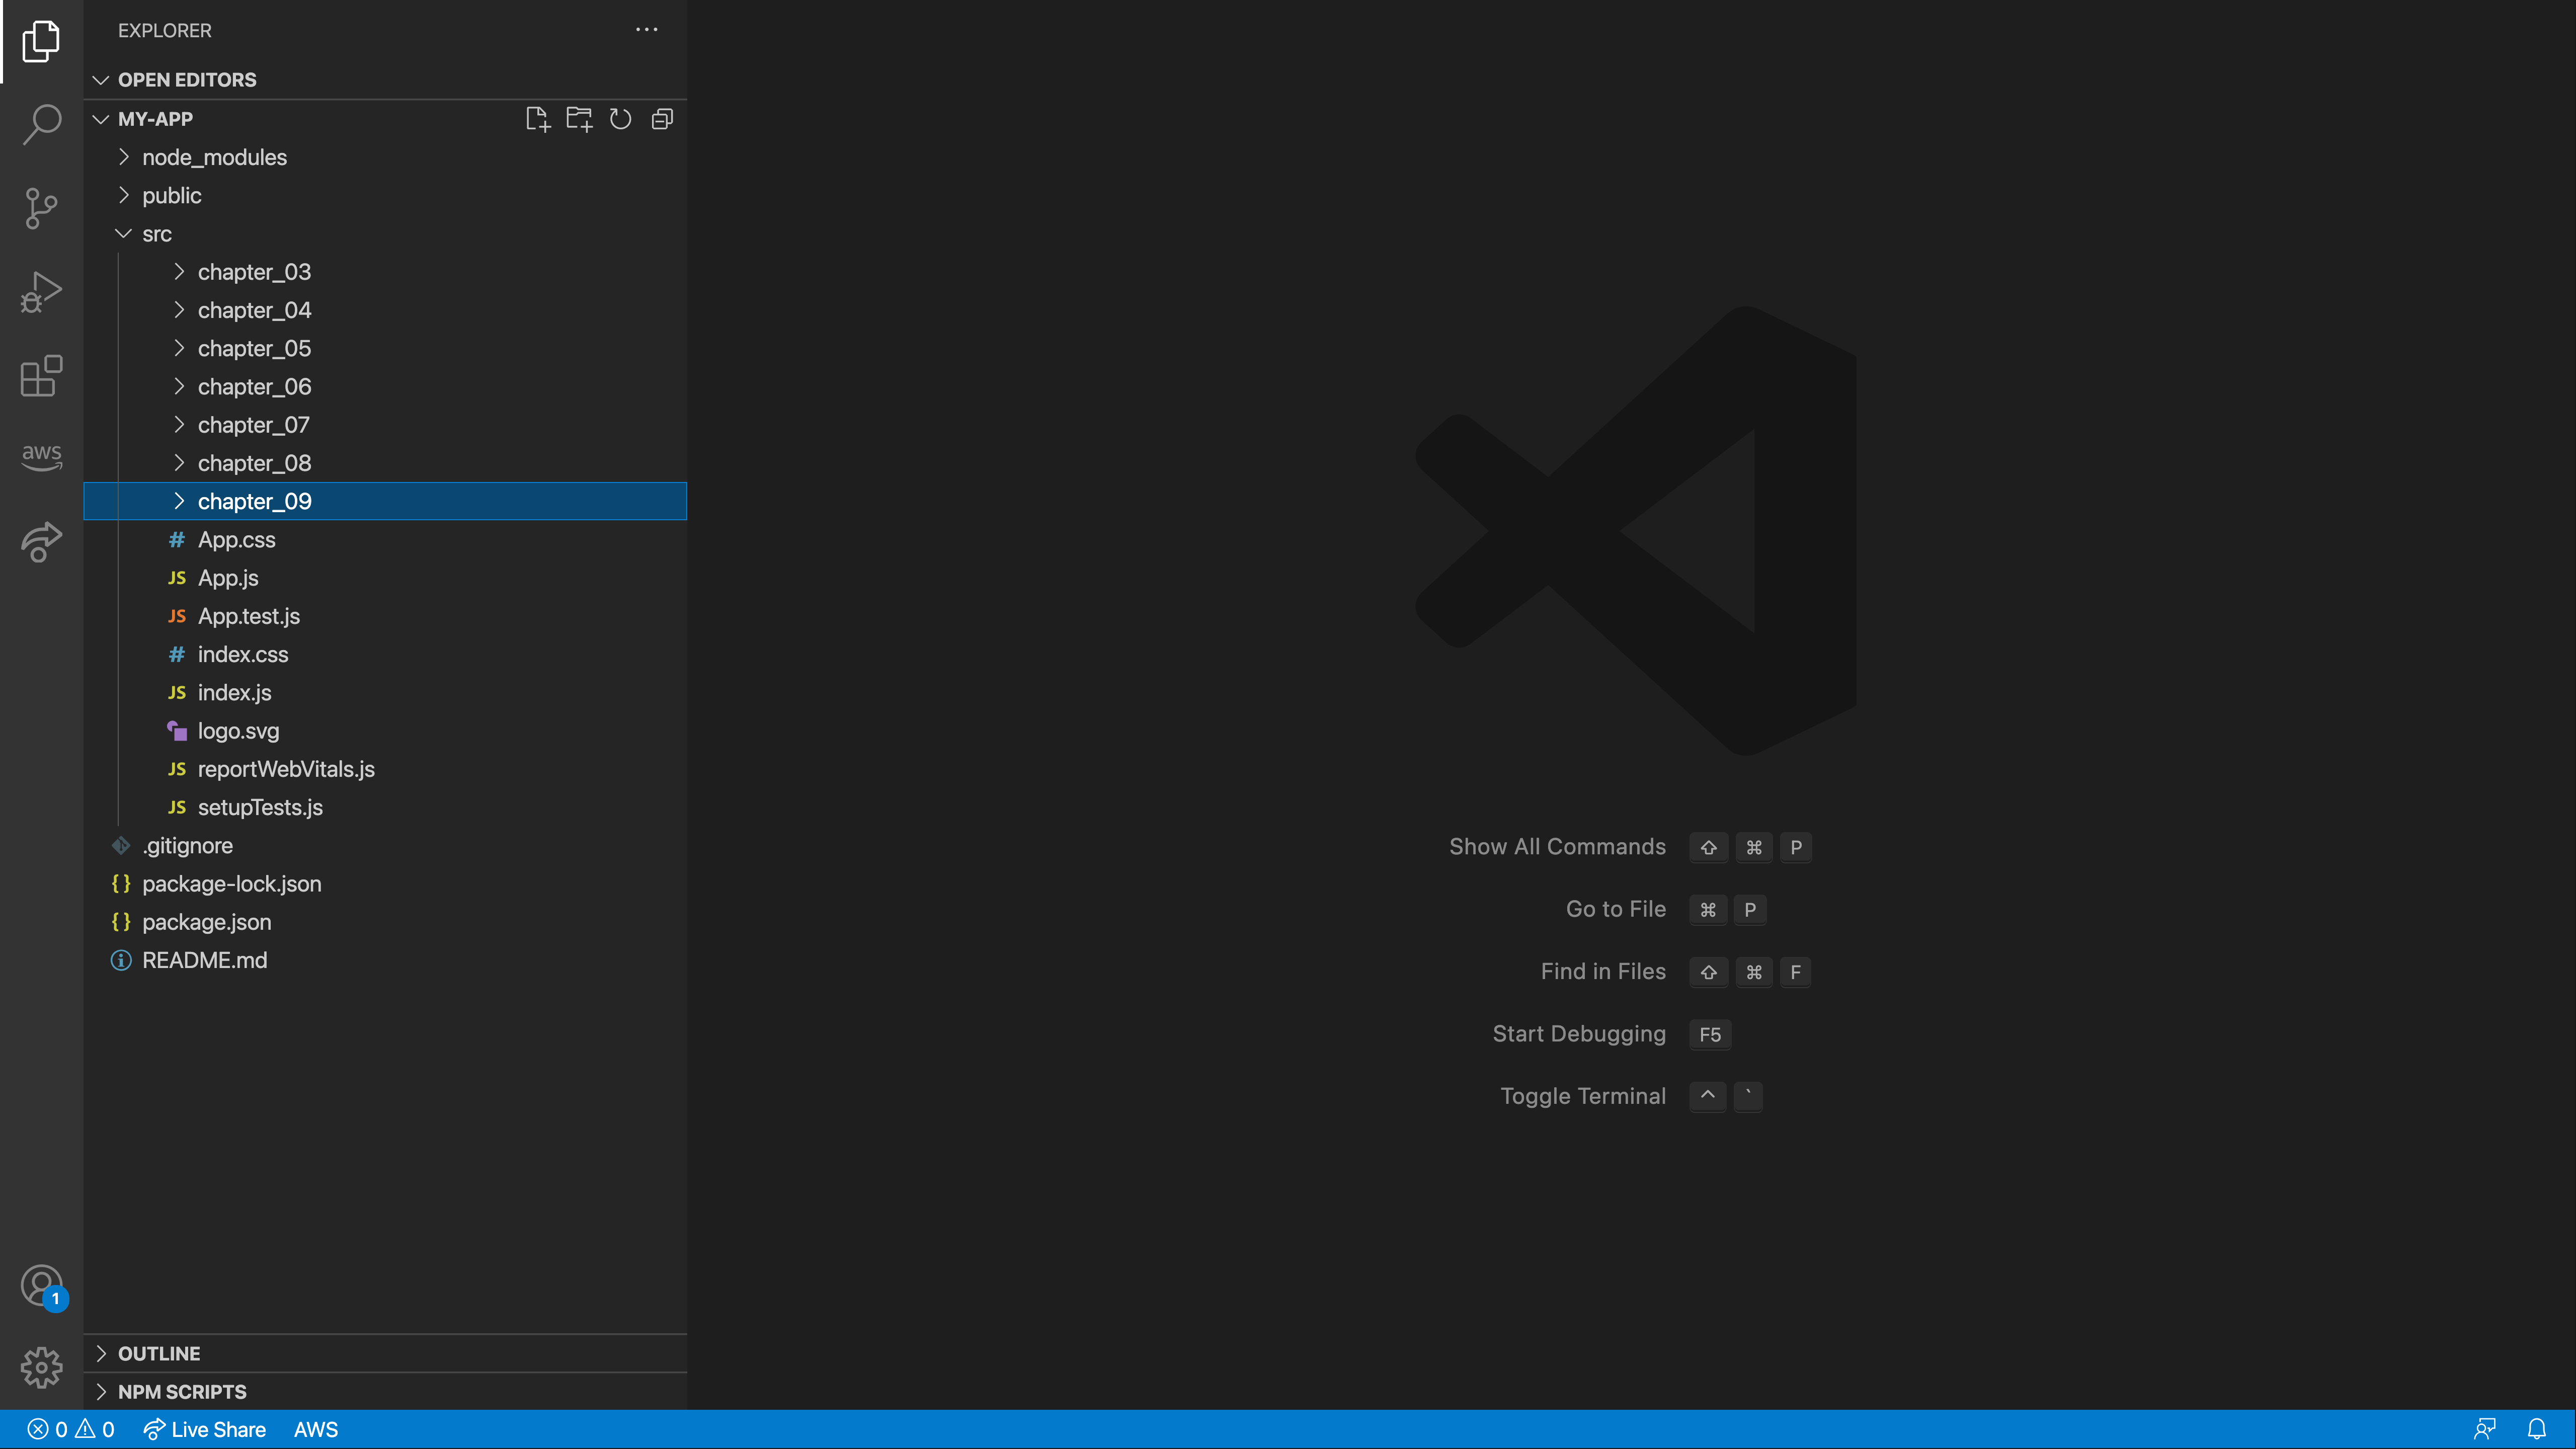 EXPLORER
OPEN EDITORS
MY-APP
node_modules
public
src
chapter_03
chapter_04
chapter_05
chapter_06
chapter_07
chapter_08
chapter_09
# App.css
JS App.js
JS App.test.js
# index.css
JS index.js
logo.svg
JS reportWebVitals.js
JS setupTests.js
.gitignore
{} package-lock.json
{} package.json
README.md
OUTLINE
NPM SCRIPTS
aws
1
Show All Commands ⇧ ⌘ P
Go to File ⌘ P
Find in Files ⇧ ⌘ F
Start Debugging F5
Toggle Terminal ^ `
0 0 Live Share AWS